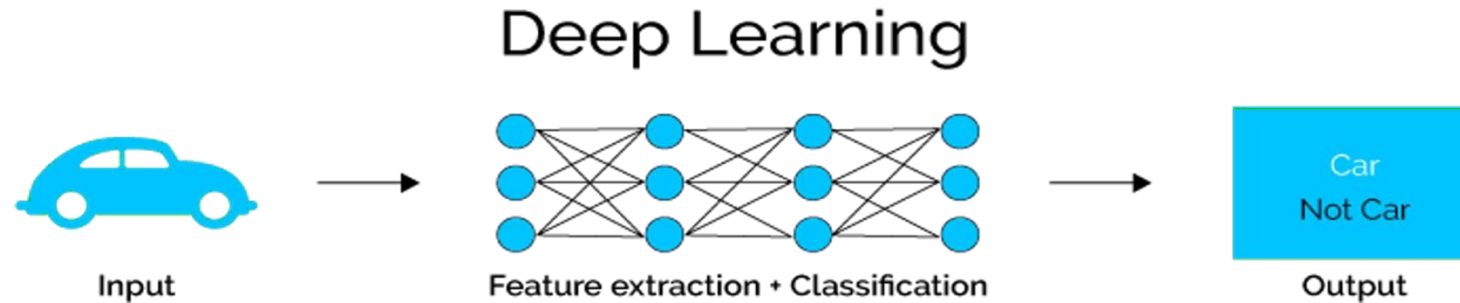 Deep Learning
Car
Not Car
Input
Feature extraction + Classification
Output